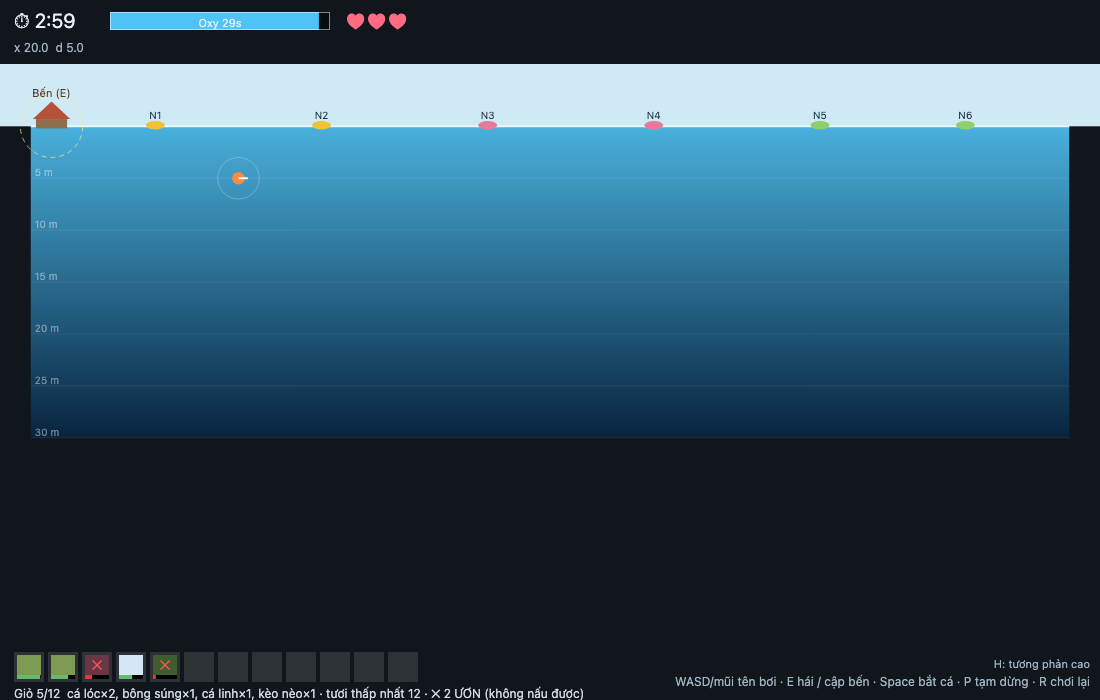 ⏱ 2:59
Oxy 29s
x 20.0 d 5.0
Bến (E)
N1
N2
N3
N4
N5
N6
5 m
10 m
15 m
20 m
25 m
30 m
H: tương phản cao
WASD/mũi tên bơi · E hái / cập bến · Space bắt cá · P tạm dừng · R chơi lại
Giỏ 5/12 cá lóc×2, bông súng×1, cá linh×1, kèo nèo×1 · tươi thấp nhất 12 · ✕ 2 ƯƠN (không nấu được)